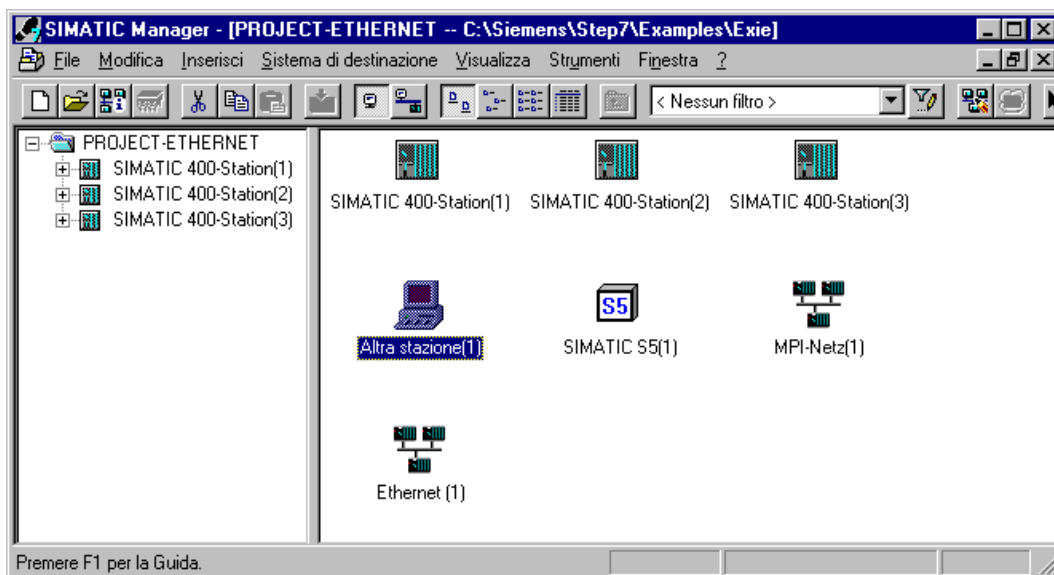 SIMATIC Manager - [PROJECT-ETHERNET -- C:\Siemens\Step7\Examples\Exie]
File Modifica Inserisci Sistema di destinazione Visualizza Strumenti Finestra ?
< Nessun filtro >
PROJECT-ETHERNET
SIMATIC 400-Station(1)
SIMATIC 400-Station(2)
SIMATIC 400-Station(3)
SIMATIC 400-Station(1) SIMATIC 400-Station(2) SIMATIC 400-Station(3)
S5
Altra stazione(1) SIMATIC S5(1) MPI-Netz(1)
Ethernet (1)
Premere F1 per la Guida.